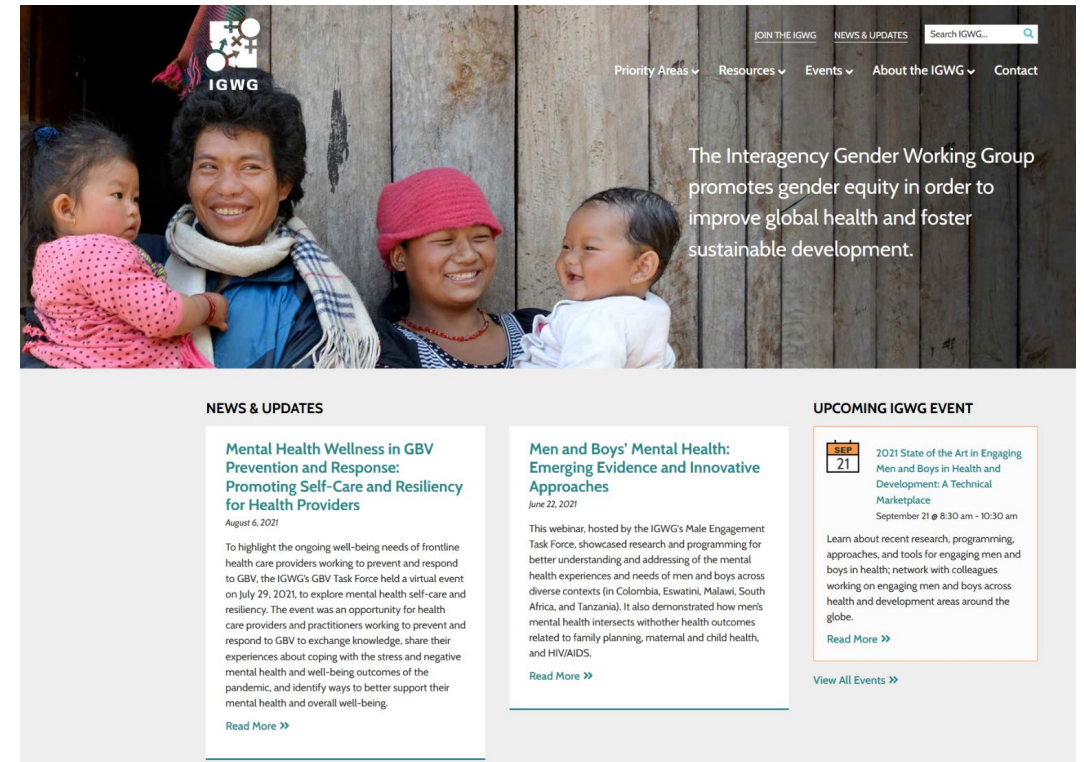 IGWG
JOIN THE IGWG
NEWS & UPDATES
Search IGWG...
Priority Areas
Resources
Events
About the IGWG
Contact
The Interagency Gender Working Group
promotes gender equity in order to
improve global health and foster
sustainable development.
NEWS & UPDATES
Mental Health Wellness in GBV
Prevention and Response:
Promoting Self-Care and Resiliency
for Health Providers
August 6, 2021
To highlight the ongoing well-being needs of frontline
health care providers working to prevent and respond
to GBV, the IGWG's GBV Task Force held a virtual event
on July 29, 2021, to explore mental health self-care and
resiliency. The event was an opportunity for health
care providers and practitioners working to prevent and
respond to GBV to exchange knowledge, share their
experiences about coping with the stress and negative
mental health and well-being outcomes of the
pandemic, and identify ways to better support their
mental health and overall well-being.
Read More »
Men and Boys' Mental Health:
Emerging Evidence and Innovative
Approaches
June 22, 2021
This webinar, hosted by the IGWG's Male Engagement
Task Force, showcased research and programming for
better understanding and addressing of the mental
health experiences and needs of men and boys across
diverse contexts (in Colombia, Eswatini, Malawi, South
Africa, and Tanzania). It also demonstrated how men's
mental health intersects withother health outcomes
related to family planning, maternal and child health,
and HIV/AIDS.
Read More »
UPCOMING IGWG EVENT
SEP
21
2021 State of the Art in Engaging
Men and Boys in Health and
Development: A Technical
Marketplace
September 21 @ 8:30 am - 10:30 am
Learn about recent research, programming,
approaches, and tools for engaging men and
boys in health; network with colleagues
working on engaging men and boys across
health and development areas around the
globe.
Read More »
View All Events »